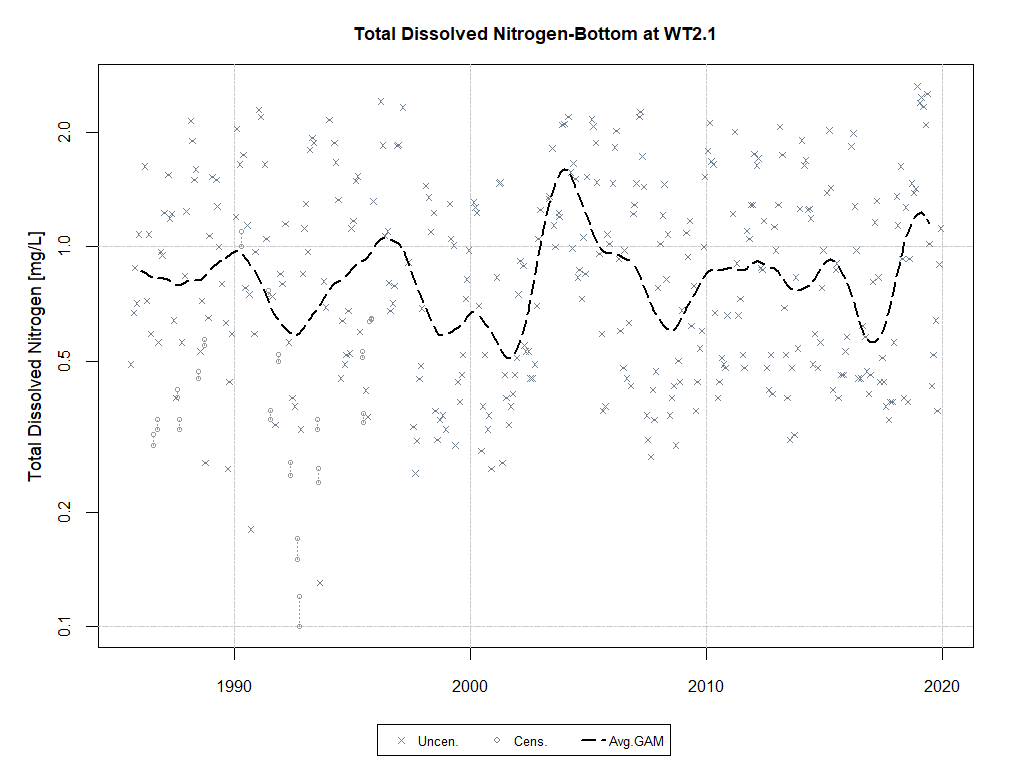 Total Dissolved Nitrogen-Bottom at WT2.1
Total Dissolved Nitrogen [mg/L]
2.0
1.0
0.5
0.2
0.1
1990 2000 2010 2020
Uncen. Cens. Avg.GAM